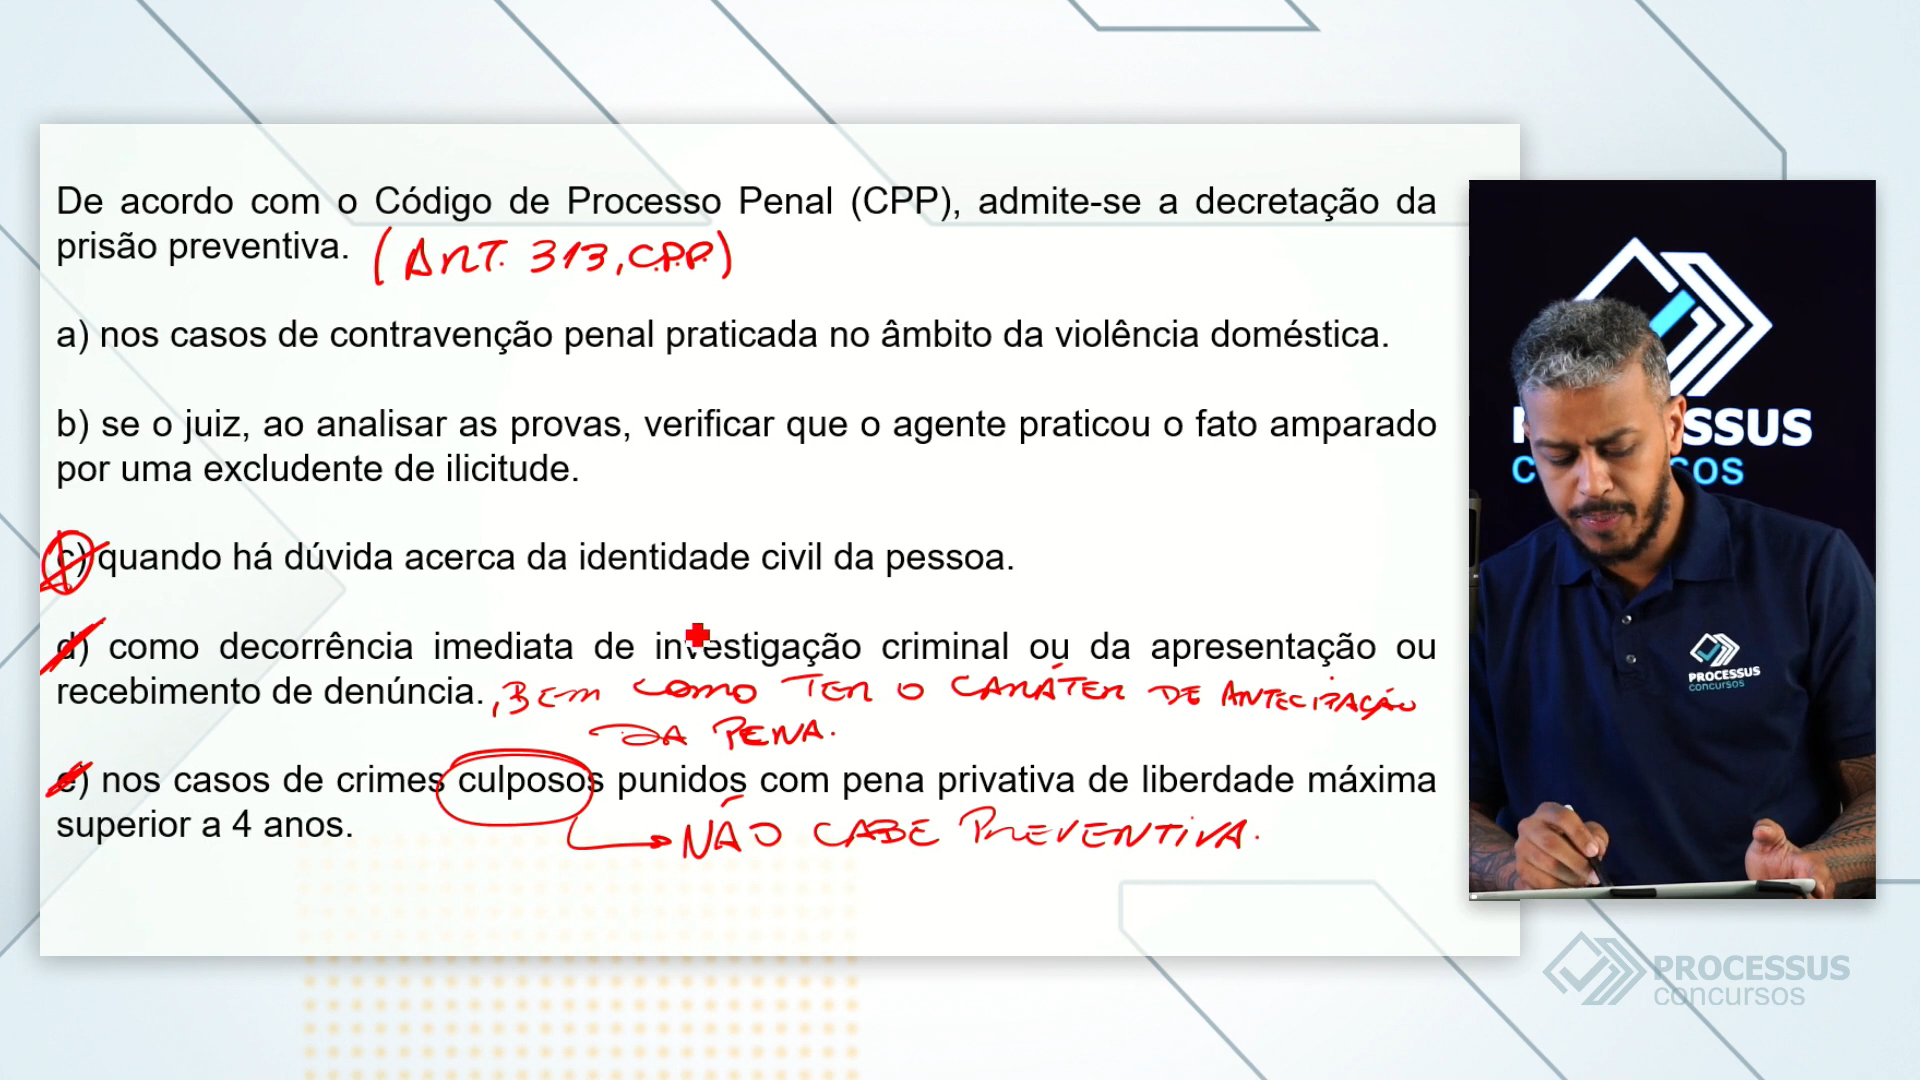 De acordo com o Código de Processo Penal (CPP), admite-se a decretação da
prisão preventiva. (ART. 313, C.P.P.)
a) nos casos de contravenção penal praticada no âmbito da violência doméstica.
b) se o juiz, ao analisar as provas, verificar que o agente praticou o fato amparado
por uma excludente de ilicitude.
c) quando há dúvida acerca da identidade civil da pessoa.
d) como decorrência imediata de investigação criminal ou da apresentação ou
recebimento de denúncia. , BEM COMO TER O CARÁTER DE ANTECIPAÇÃO
DA PENA.
e) nos casos de crimes culposos punidos com pena privativa de liberdade máxima
superior a 4 anos.
NÃO CABE PREVENTIVA.
PROCESSUS
concursos
PROCESSUS
concursos